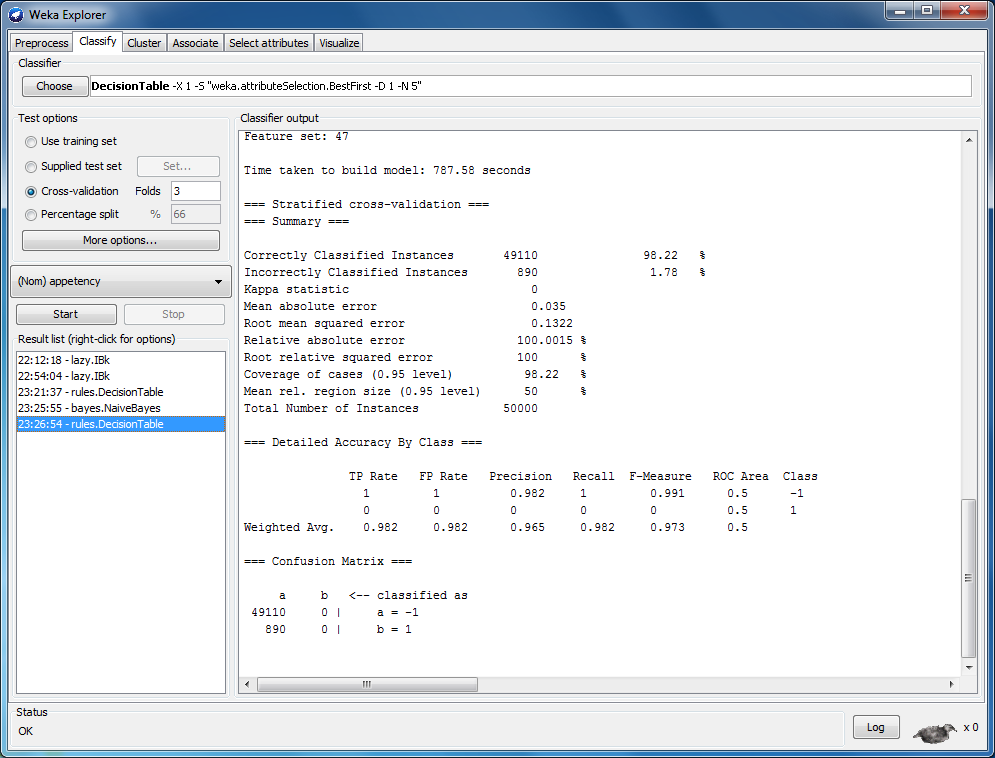 Weka Explorer
Preprocess Classify Cluster Associate Select attributes Visualize
Classifier
Choose DecisionTable -X 1 -S "weka.attributeSelection.BestFirst -D 1 -N 5"
Test options
Use training set
Supplied test set Set...
Cross-validation Folds 3
Percentage split % 66
More options...
(Nom) appetency
Start Stop
Result list (right-click for options)
22:12:18 - lazy.IBk
22:54:04 - lazy.IBk
23:21:37 - rules.DecisionTable
23:25:55 - bayes.NaiveBayes
23:26:54 - rules.DecisionTable
Classifier output
Feature set: 47
Time taken to build model: 787.58 seconds
=== Stratified cross-validation ===
=== Summary ===
Correctly Classified Instances 49110 98.22 %
Incorrectly Classified Instances 890 1.78 %
Kappa statistic 0
Mean absolute error 0.035
Root mean squared error 0.1322
Relative absolute error 100.0015 %
Root relative squared error 100 %
Coverage of cases (0.95 level) 98.22 %
Mean rel. region size (0.95 level) 50 %
Total Number of Instances 50000
=== Detailed Accuracy By Class ===
TP Rate FP Rate Precision Recall F-Measure ROC Area Class
1 1 0.982 1 0.991 0.5 -1
0 0 0 0 0 0.5 1
Weighted Avg. 0.982 0.982 0.965 0.982 0.973 0.5
=== Confusion Matrix ===
a b <-- classified as
49110 0 | a = -1
890 0 | b = 1
Status
OK
Log x 0